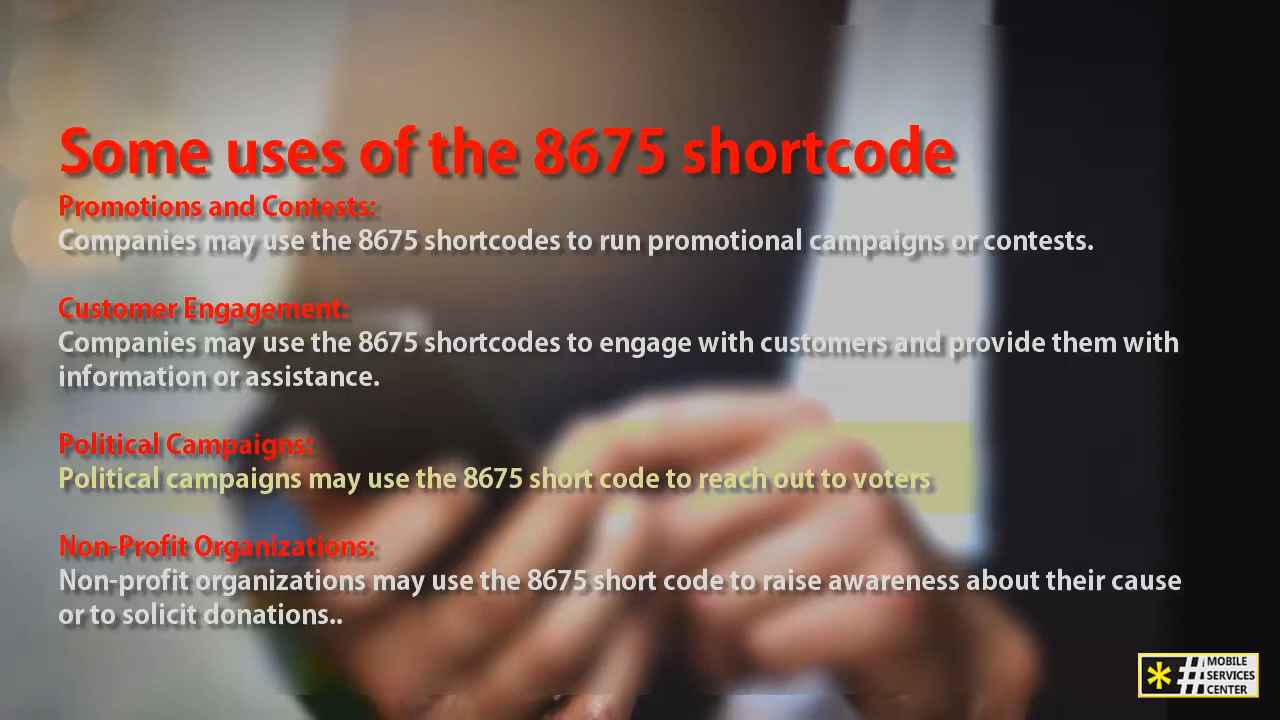 Some uses of the 8675 shortcode
Promotions and Contests:
Companies may use the 8675 shortcodes to run promotional campaigns or contests.
Customer Engagement:
Companies may use the 8675 shortcodes to engage with customers and provide them with
information or assistance.
Political Campaigns:
Political campaigns may use the 8675 short code to reach out to voters
Non-Profit Organizations:
Non-profit organizations may use the 8675 short code to raise awareness about their cause
or to solicit donations..
*# MOBILE
SERVICES
CENTER